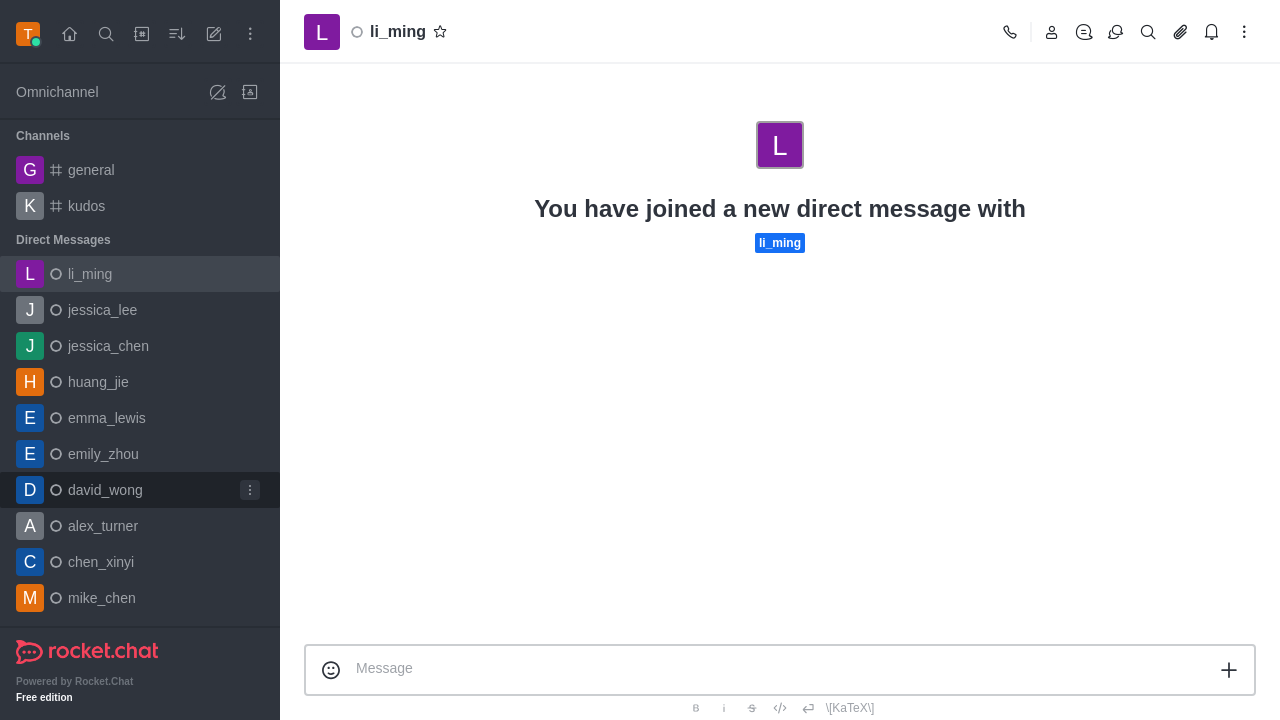 T
Omnichannel
Channels
G general
K kudos
Direct Messages
L li_ming
J jessica_lee
J jessica_chen
H huang_jie
E emma_lewis
E emily_zhou
D david_wong
A alex_turner
C chen_xinyi
M mike_chen
rocket.chat
Powered by Rocket.Chat
Free edition
L li_ming
L
You have joined a new direct message with
li_ming
Message
B i S \[KaTeX\]